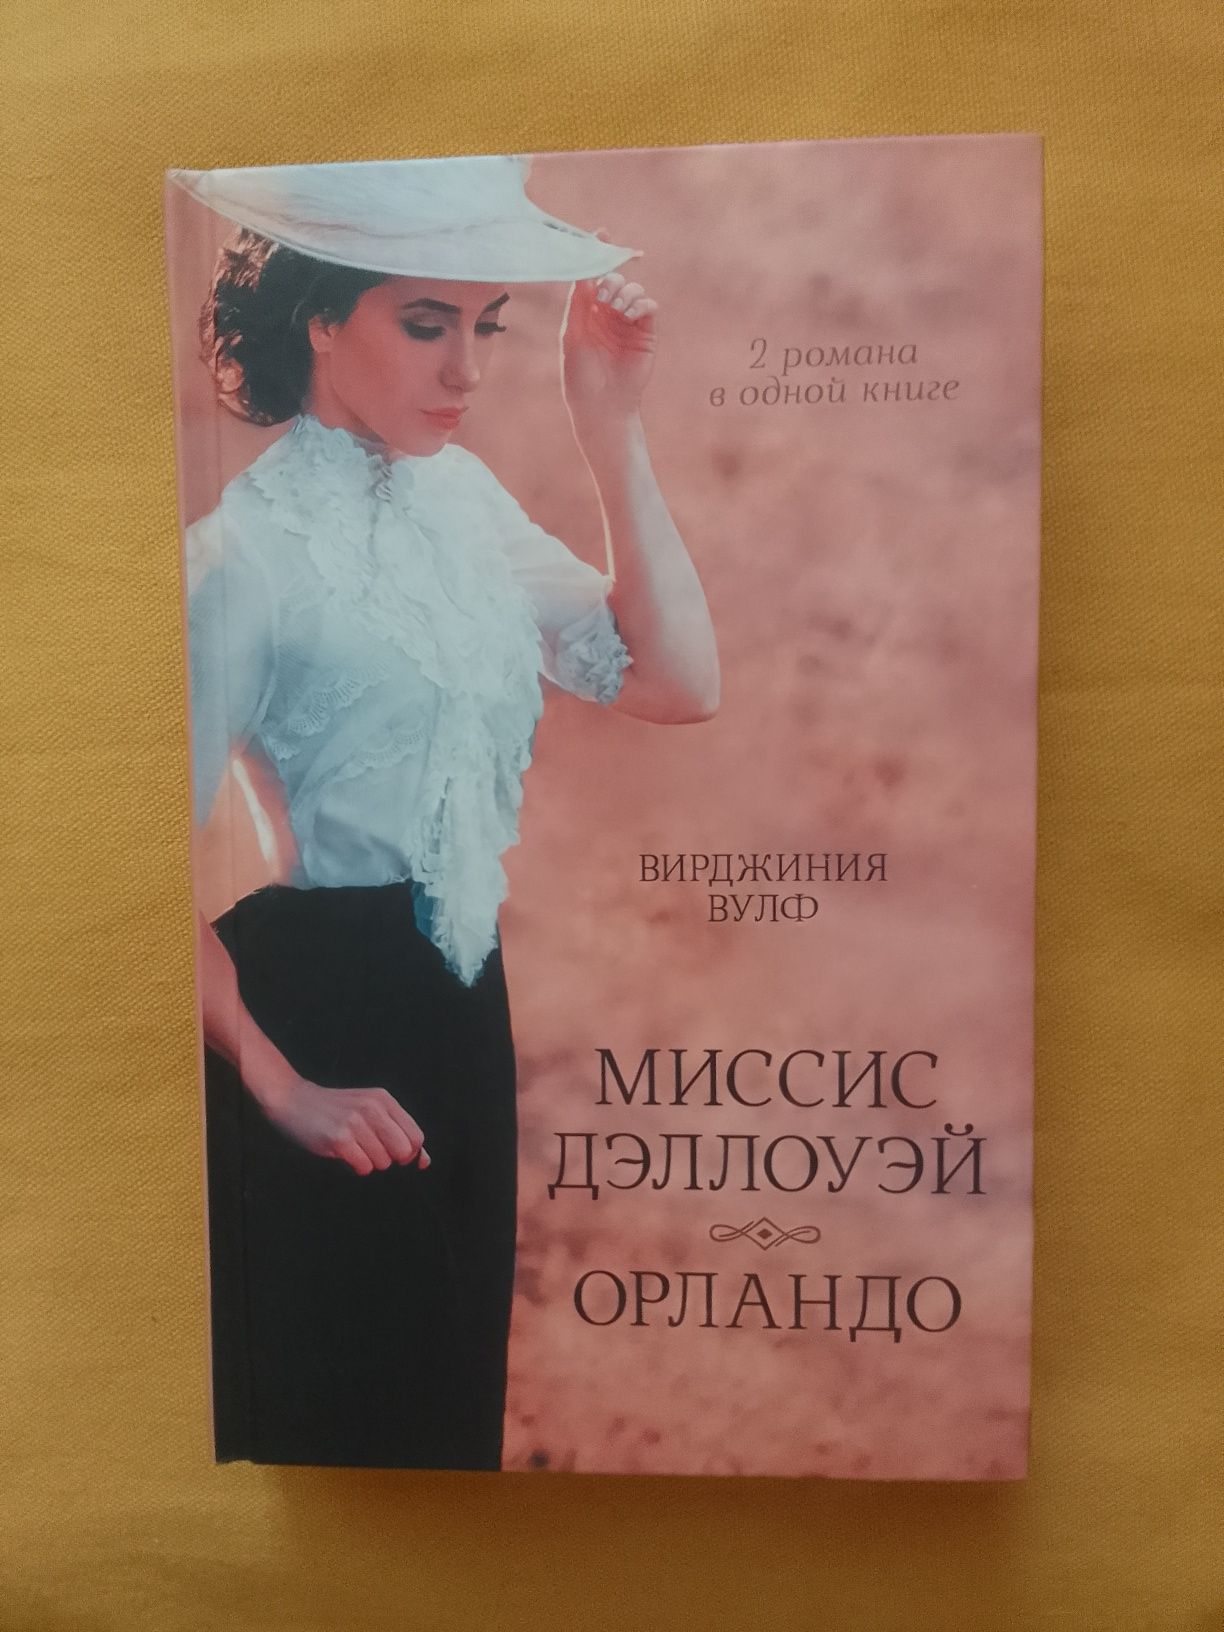 2 романа
в одной книге
ВИРДЖИНИЯ
ВУЛФ
МИССИС
ДЭЛЛОУЭЙ
ОРЛАНДО